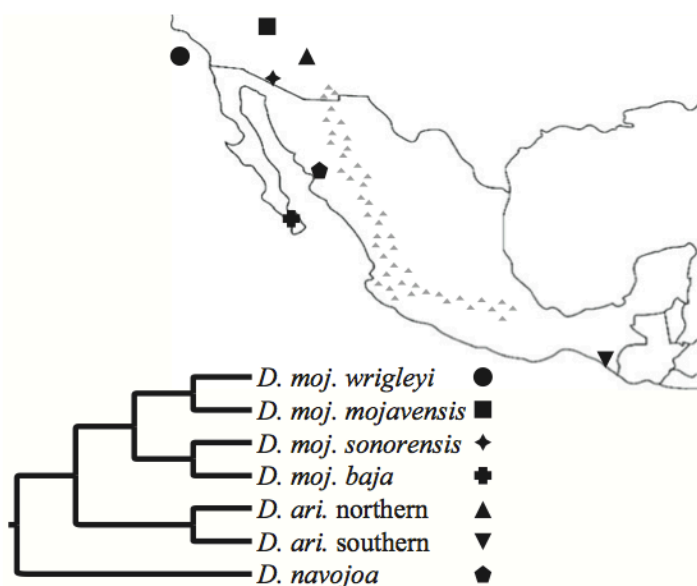 D. moj. wrigleyi
D. moj. mojavensis
D. moj. sonorensis
D. moj. baja
D. ari. northern
D. ari. southern
D. navojoa